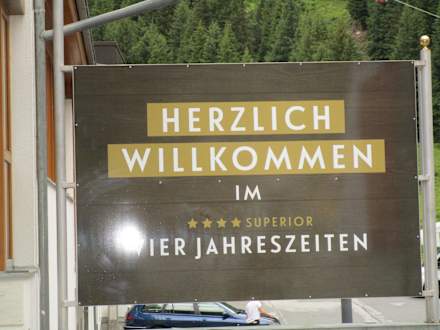 HERZLICH
WILLKOMMEN
IM
★★★★ SUPERIOR
VIER JAHRESZEITEN